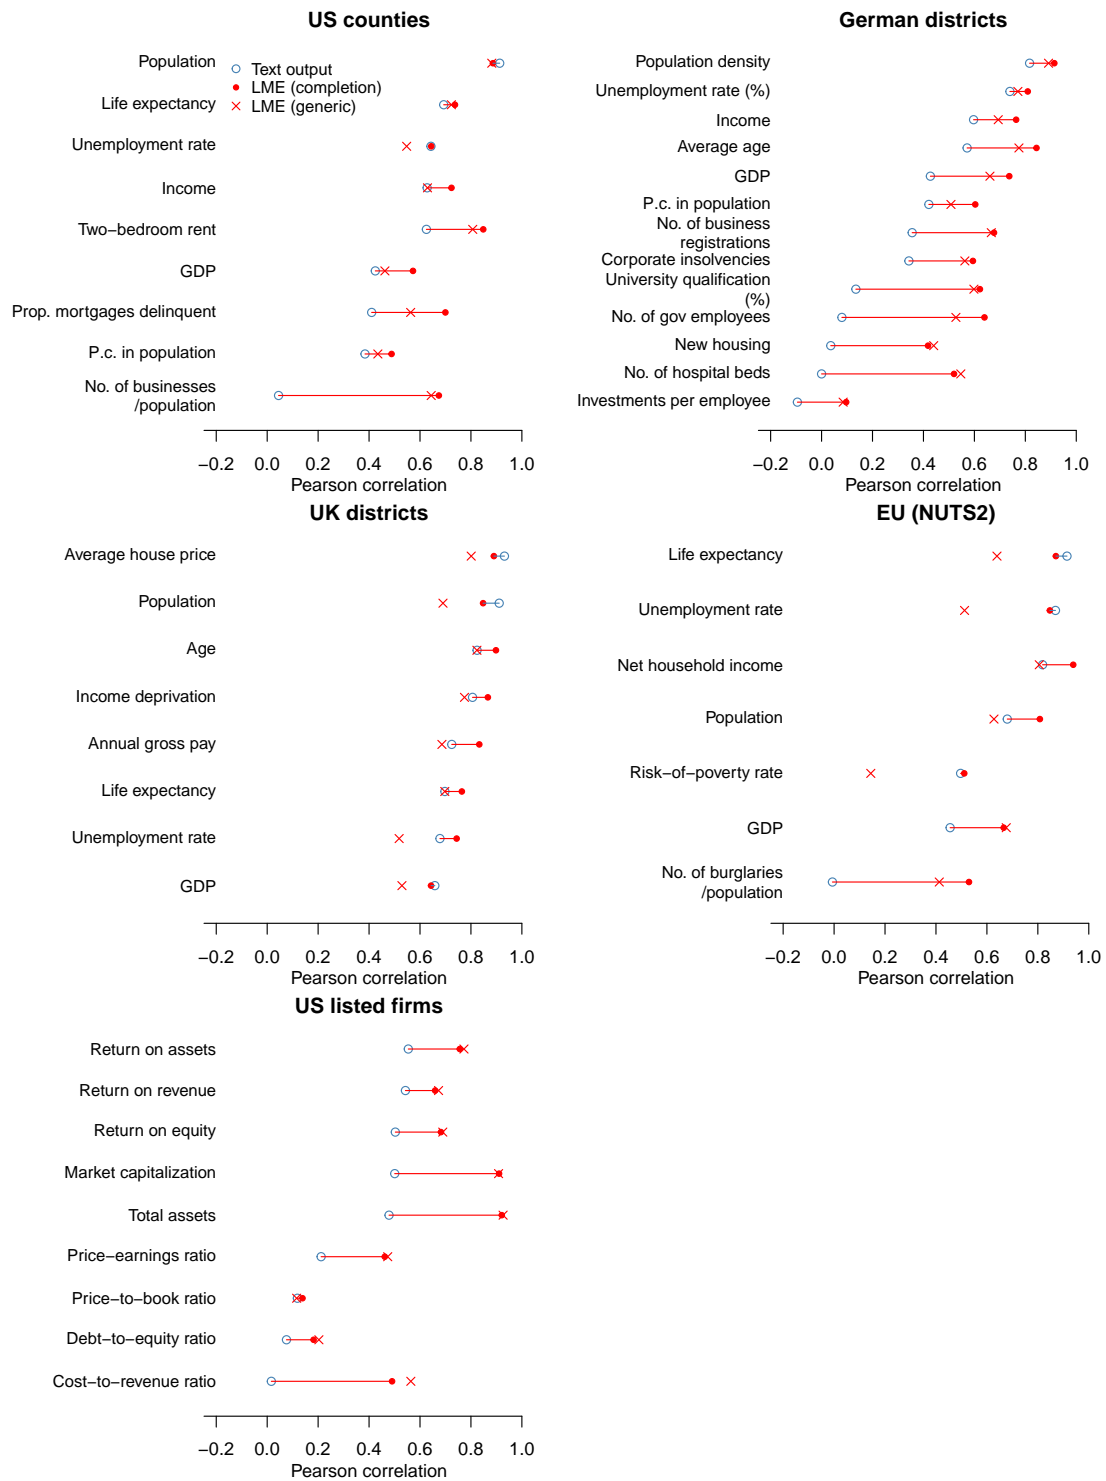 US counties
Population
Life expectancy
Unemployment rate
Income
Two−bedroom rent
GDP
Prop. mortgages delinquent
P.c. in population
No. of businesses
/population
Text output
LME (completion)
LME (generic)
−0.2 0.0 0.2 0.4 0.6 0.8 1.0
Pearson correlation
German districts
Population density
Unemployment rate (%)
Income
Average age
GDP
P.c. in population
No. of business
registrations
Corporate insolvencies
University qualification
(%)
No. of gov employees
New housing
No. of hospital beds
Investments per employee
−0.2 0.0 0.2 0.4 0.6 0.8 1.0
Pearson correlation
UK districts
Average house price
Population
Age
Income deprivation
Annual gross pay
Life expectancy
Unemployment rate
GDP
−0.2 0.0 0.2 0.4 0.6 0.8 1.0
Pearson correlation
EU (NUTS2)
Life expectancy
Unemployment rate
Net household income
Population
Risk−of−poverty rate
GDP
No. of burglaries
/population
−0.2 0.0 0.2 0.4 0.6 0.8 1.0
Pearson correlation
US listed firms
Return on assets
Return on revenue
Return on equity
Market capitalization
Total assets
Price−earnings ratio
Price−to−book ratio
Debt−to−equity ratio
Cost−to−revenue ratio
−0.2 0.0 0.2 0.4 0.6 0.8 1.0
Pearson correlation